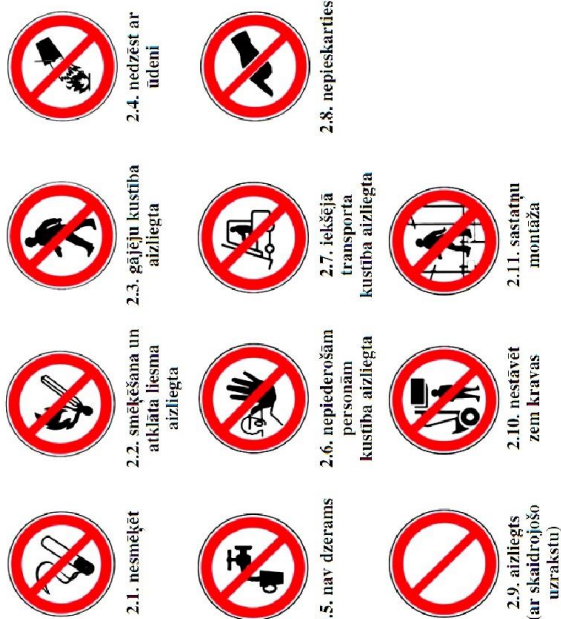 2.1. nesmēķēt
2.2. smēķēšana un
atklāta liesma
aizliegta
2.3. gājēju kustība
aizliegta
2.4. nedzēst ar
ūdeni
.5. nav dzerams
2.6. nepiederošām
personām
kustība aizliegta
2.7. iekšējā
transporta
kustība aizliegta
2.8. nepieskarties
2.9. aizliegts
(ar skaidrojošo
uzrakstu)
2.10. nestāvēt
zem kravas
2.11. sastatņu
montāža